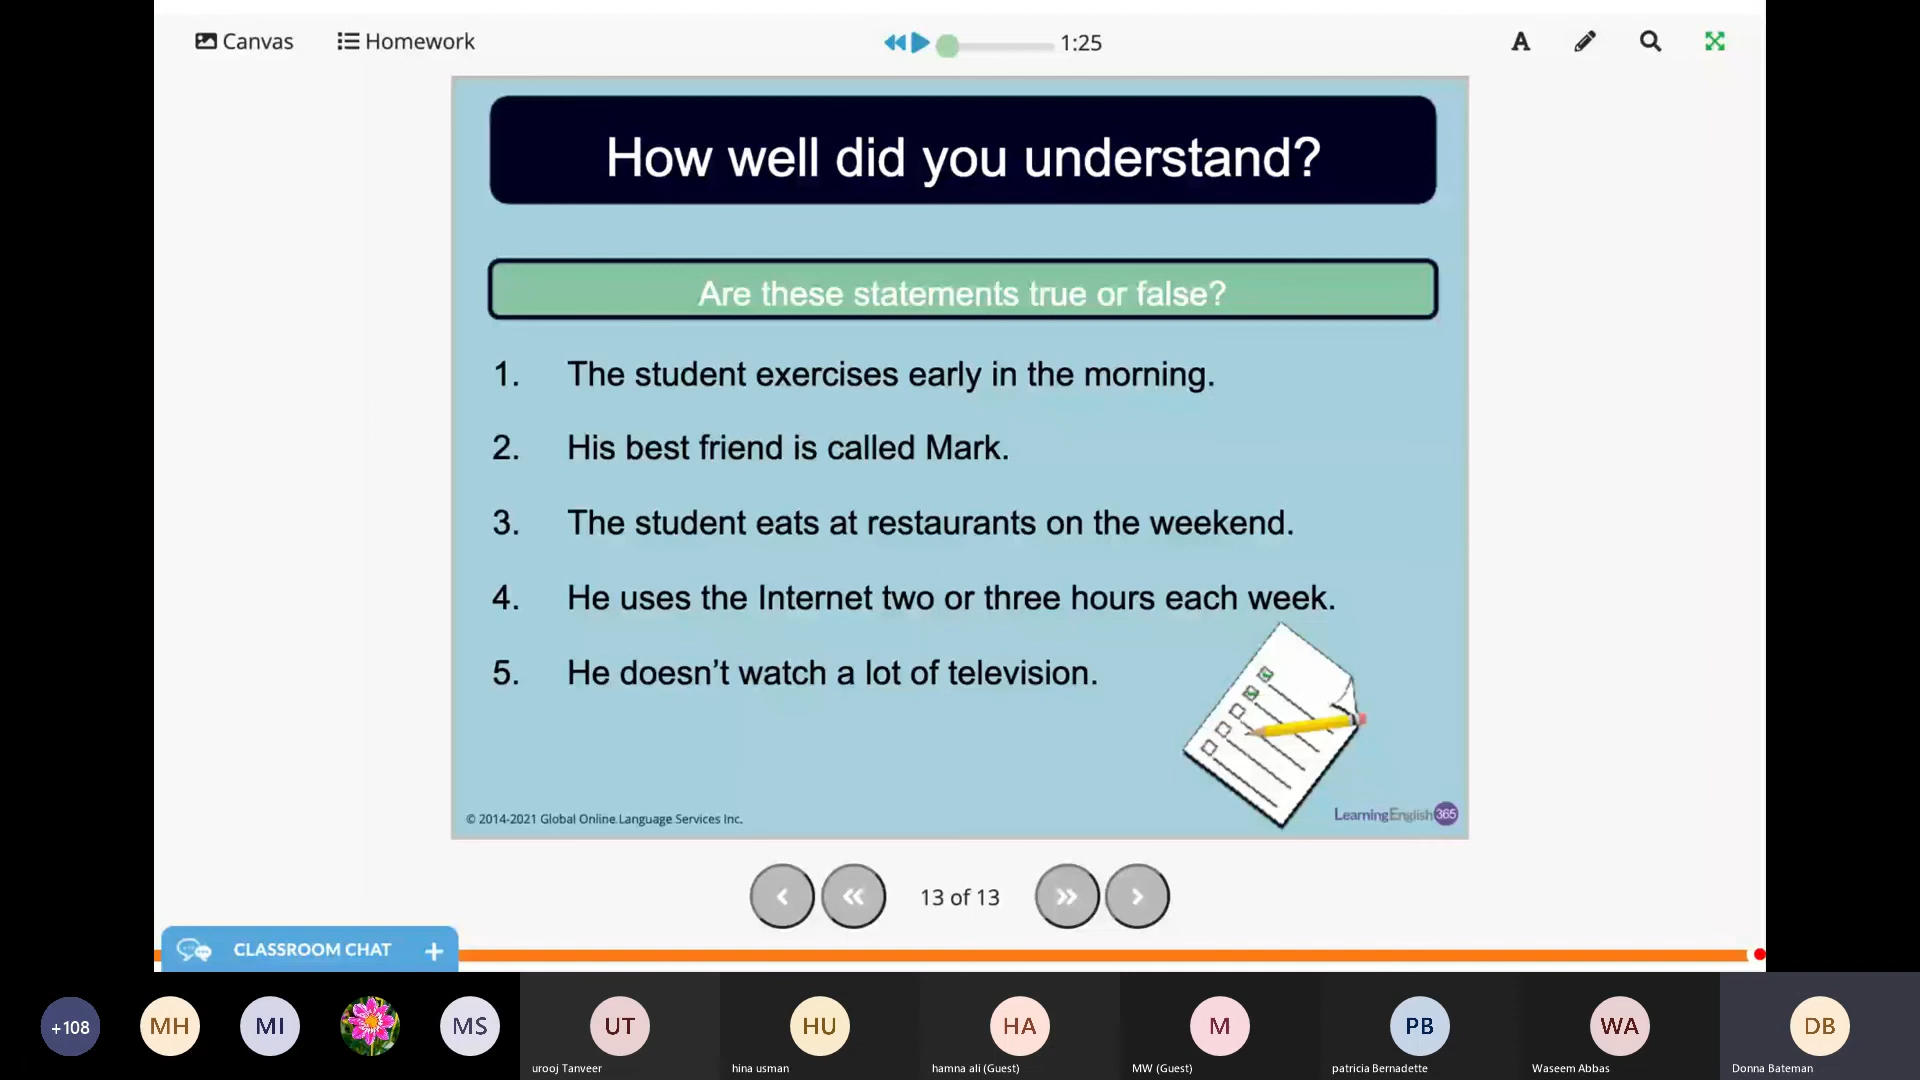 Canvas
Homework
1:25
A
How well did you understand?
Are these statements true or false?
1. The student exercises early in the morning.
2. His best friend is called Mark.
3. The student eats at restaurants on the weekend.
4. He uses the Internet two or three hours each week.
5. He doesn't watch a lot of television.
© 2014-2021 Global Online Language Services Inc.
LearningEnglish 365
13 of 13
CLASSROOM CHAT +
+108
MH
MI
MS
UT
HU
HA
M
PB
WA
DB
urooj Tanveer
hina usman
hamna ali (Guest)
MW (Guest)
patricia Bernadette
Waseem Abbas
Donna Bateman